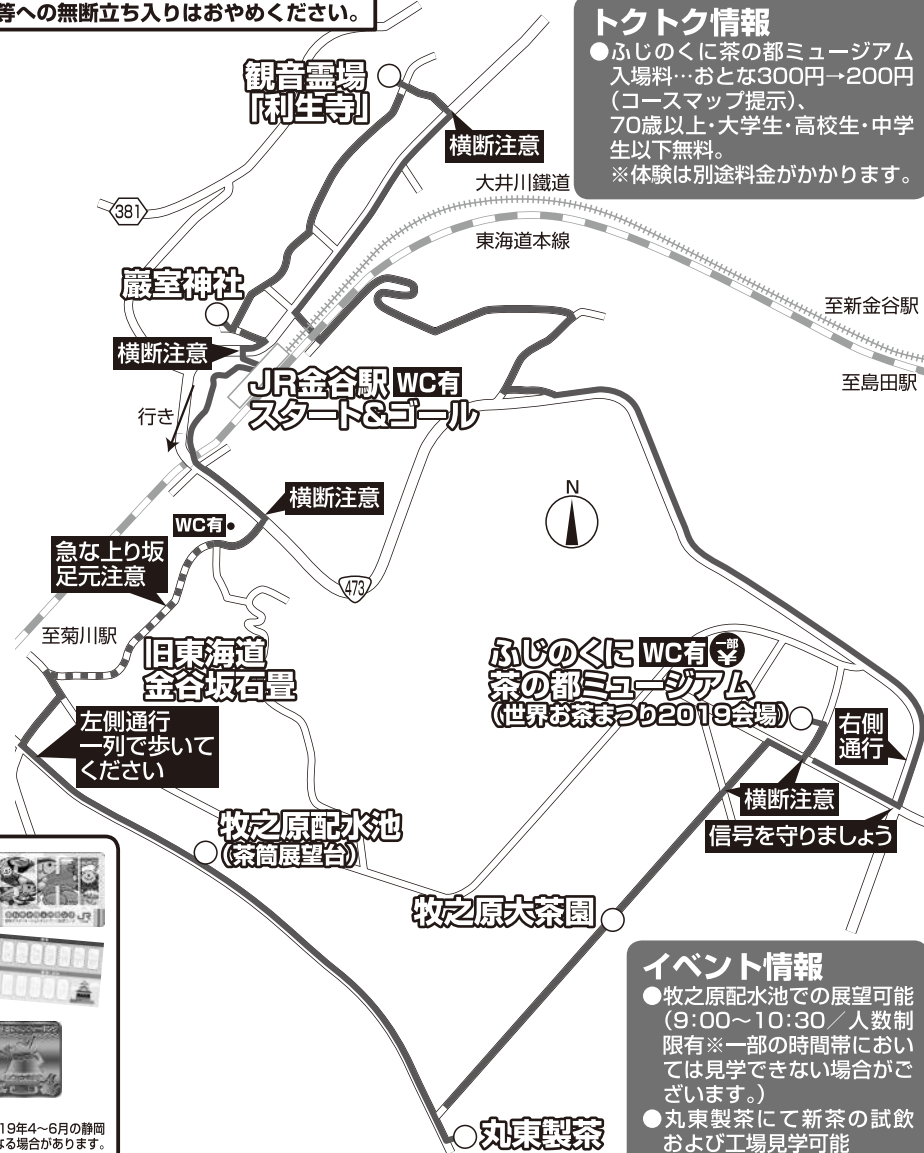 等への無断立ち入りはおやめください。
トクトク情報
●ふじのくに茶の都ミュージアム
入場料…おとな300円→200円
（コースマップ提示）、
70歳以上・大学生・高校生・中学
生以下無料。
※体験は別途料金がかかります。
観音霊場
「利生寺」
横断注意
大井川鐵道
381
東海道本線
巖室神社
至新金谷駅
横断注意
至島田駅
JR金谷駅 WC有
スタート&ゴール
行き
横断注意
N
WC有
急な上り坂
足元注意
473
至菊川駅
旧東海道
金谷坂石畳
ふじのくに WC有 一部
茶の都ミュージアム
（世界お茶まつり2019会場）
左側通行
一列で歩いて
ください
右側
通行
横断注意
信号を守りましょう
牧之原配水池
（茶筒展望台）
牧之原大茶園
イベント情報
●牧之原配水池での展望可能
（9:00〜10:30／人数制
限有※一部の時間帯におい
ては見学できない場合がご
ざいます。）
●丸東製茶にて新茶の試飲
および工場見学可能
丸東製茶
19年4〜6月の静岡
なる場合があります。